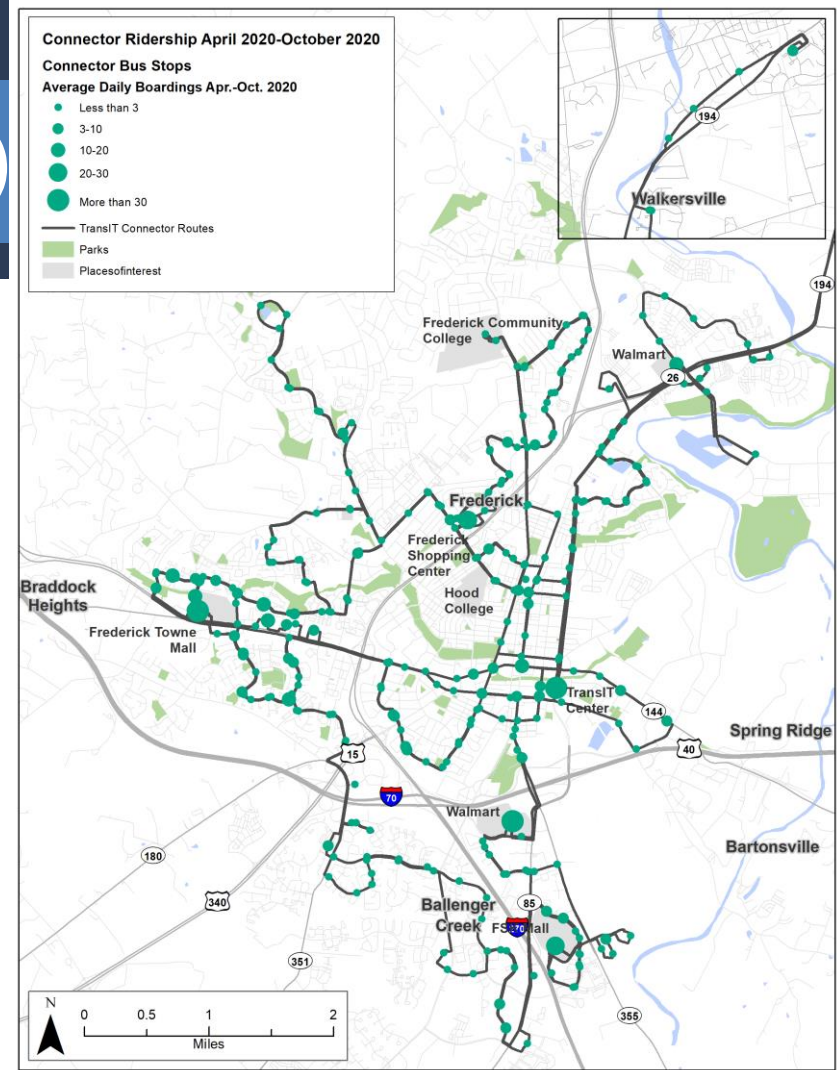 Connector Ridership April 2020-October 2020
Connector Bus Stops
Average Daily Boardings Apr.-Oct. 2020
Less than 3
3-10
10-20
20-30
More than 30
TransIT Connector Routes
Parks
Placesofinterest
194
Walkersville
194
Frederick Community
College
Walmart
26
Frederick
Frederick
Shopping
Center
Hood
College
Braddock
Heights
Frederick Towne
Mall
TransIT
Center
144
Spring Ridge
15
40
70
Walmart
Bartonsville
180
340
Ballenger
Creek
85
70
Mall
351
355
N
0 0.5 1 2
Miles